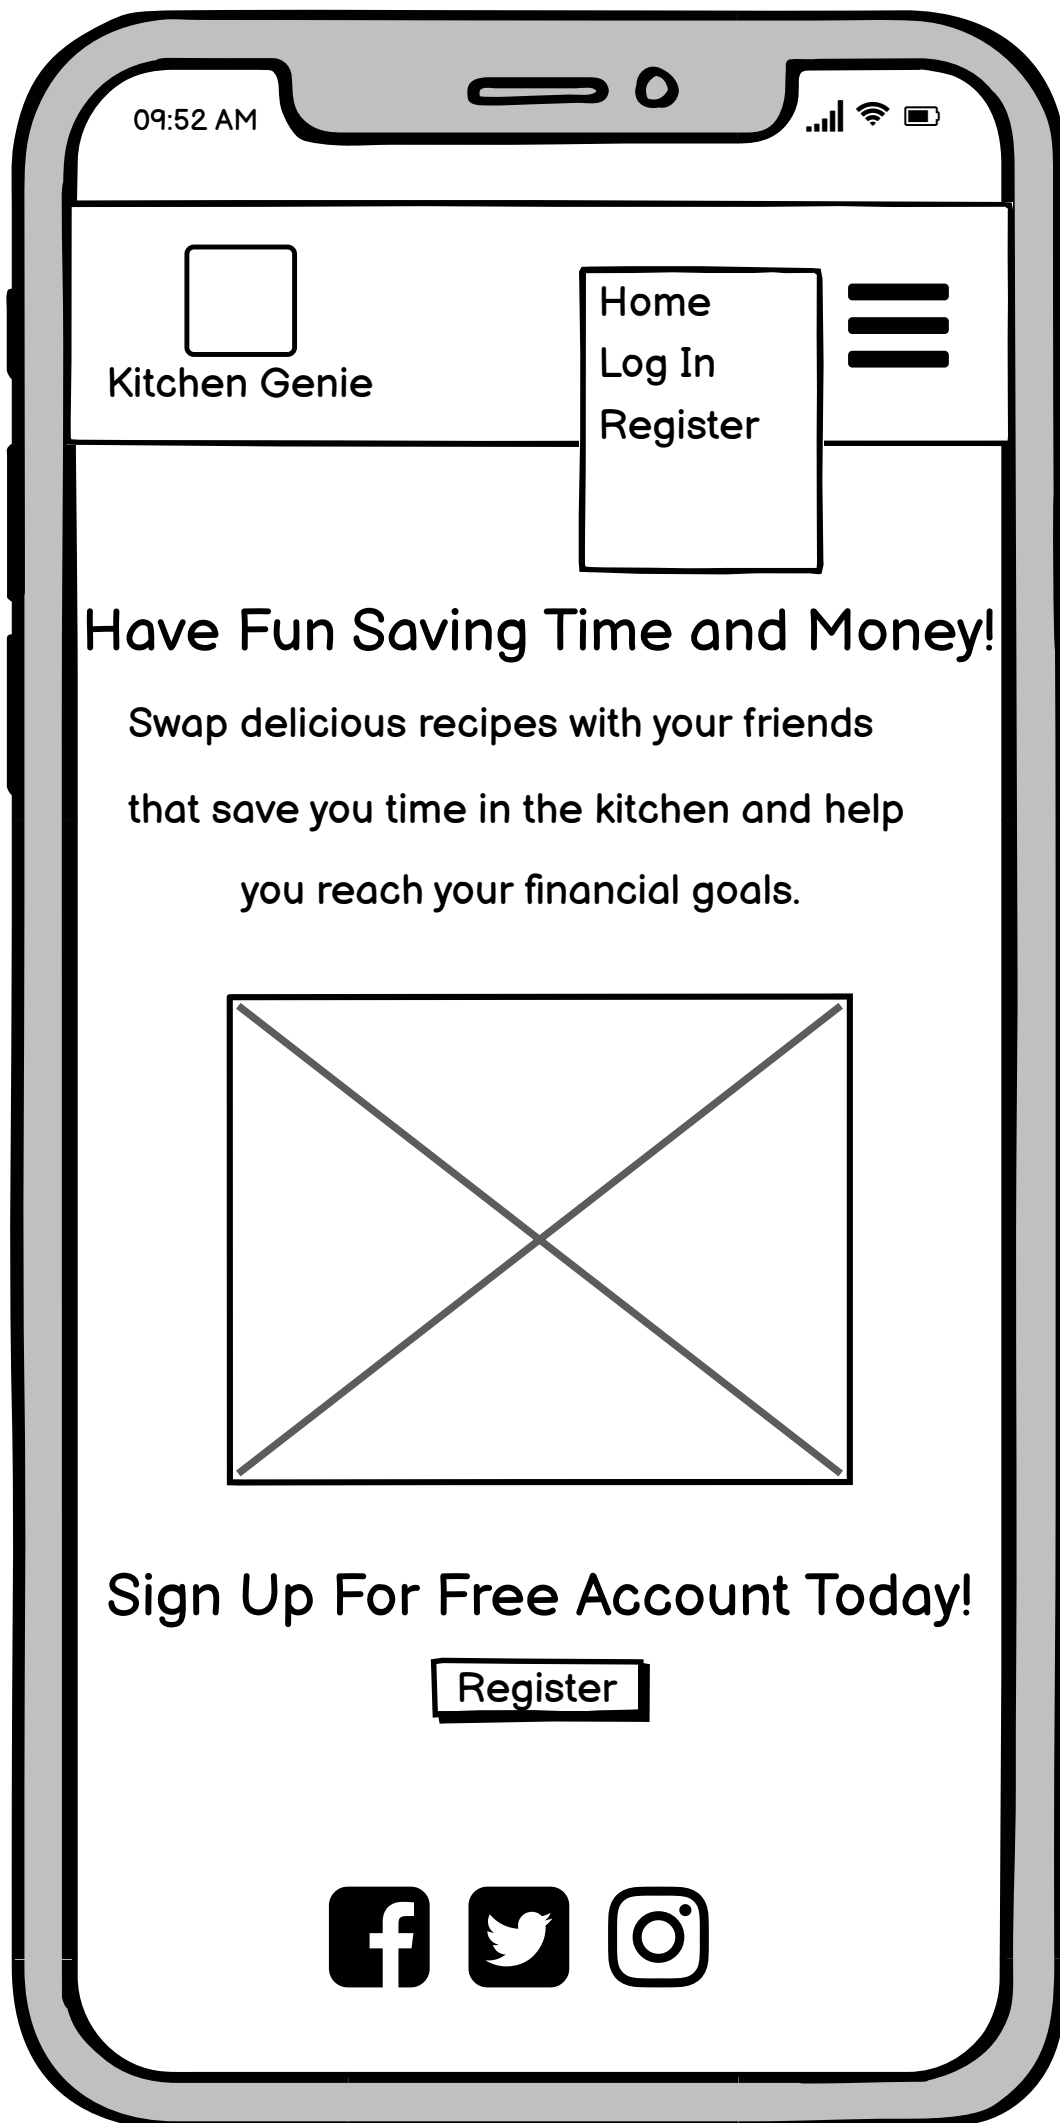 09:52 AM
Kitchen Genie
Home
Log In
Register
Have Fun Saving Time and Money!
Swap delicious recipes with your friends
that save you time in the kitchen and help
you reach your financial goals.
Sign Up For Free Account Today!
Register